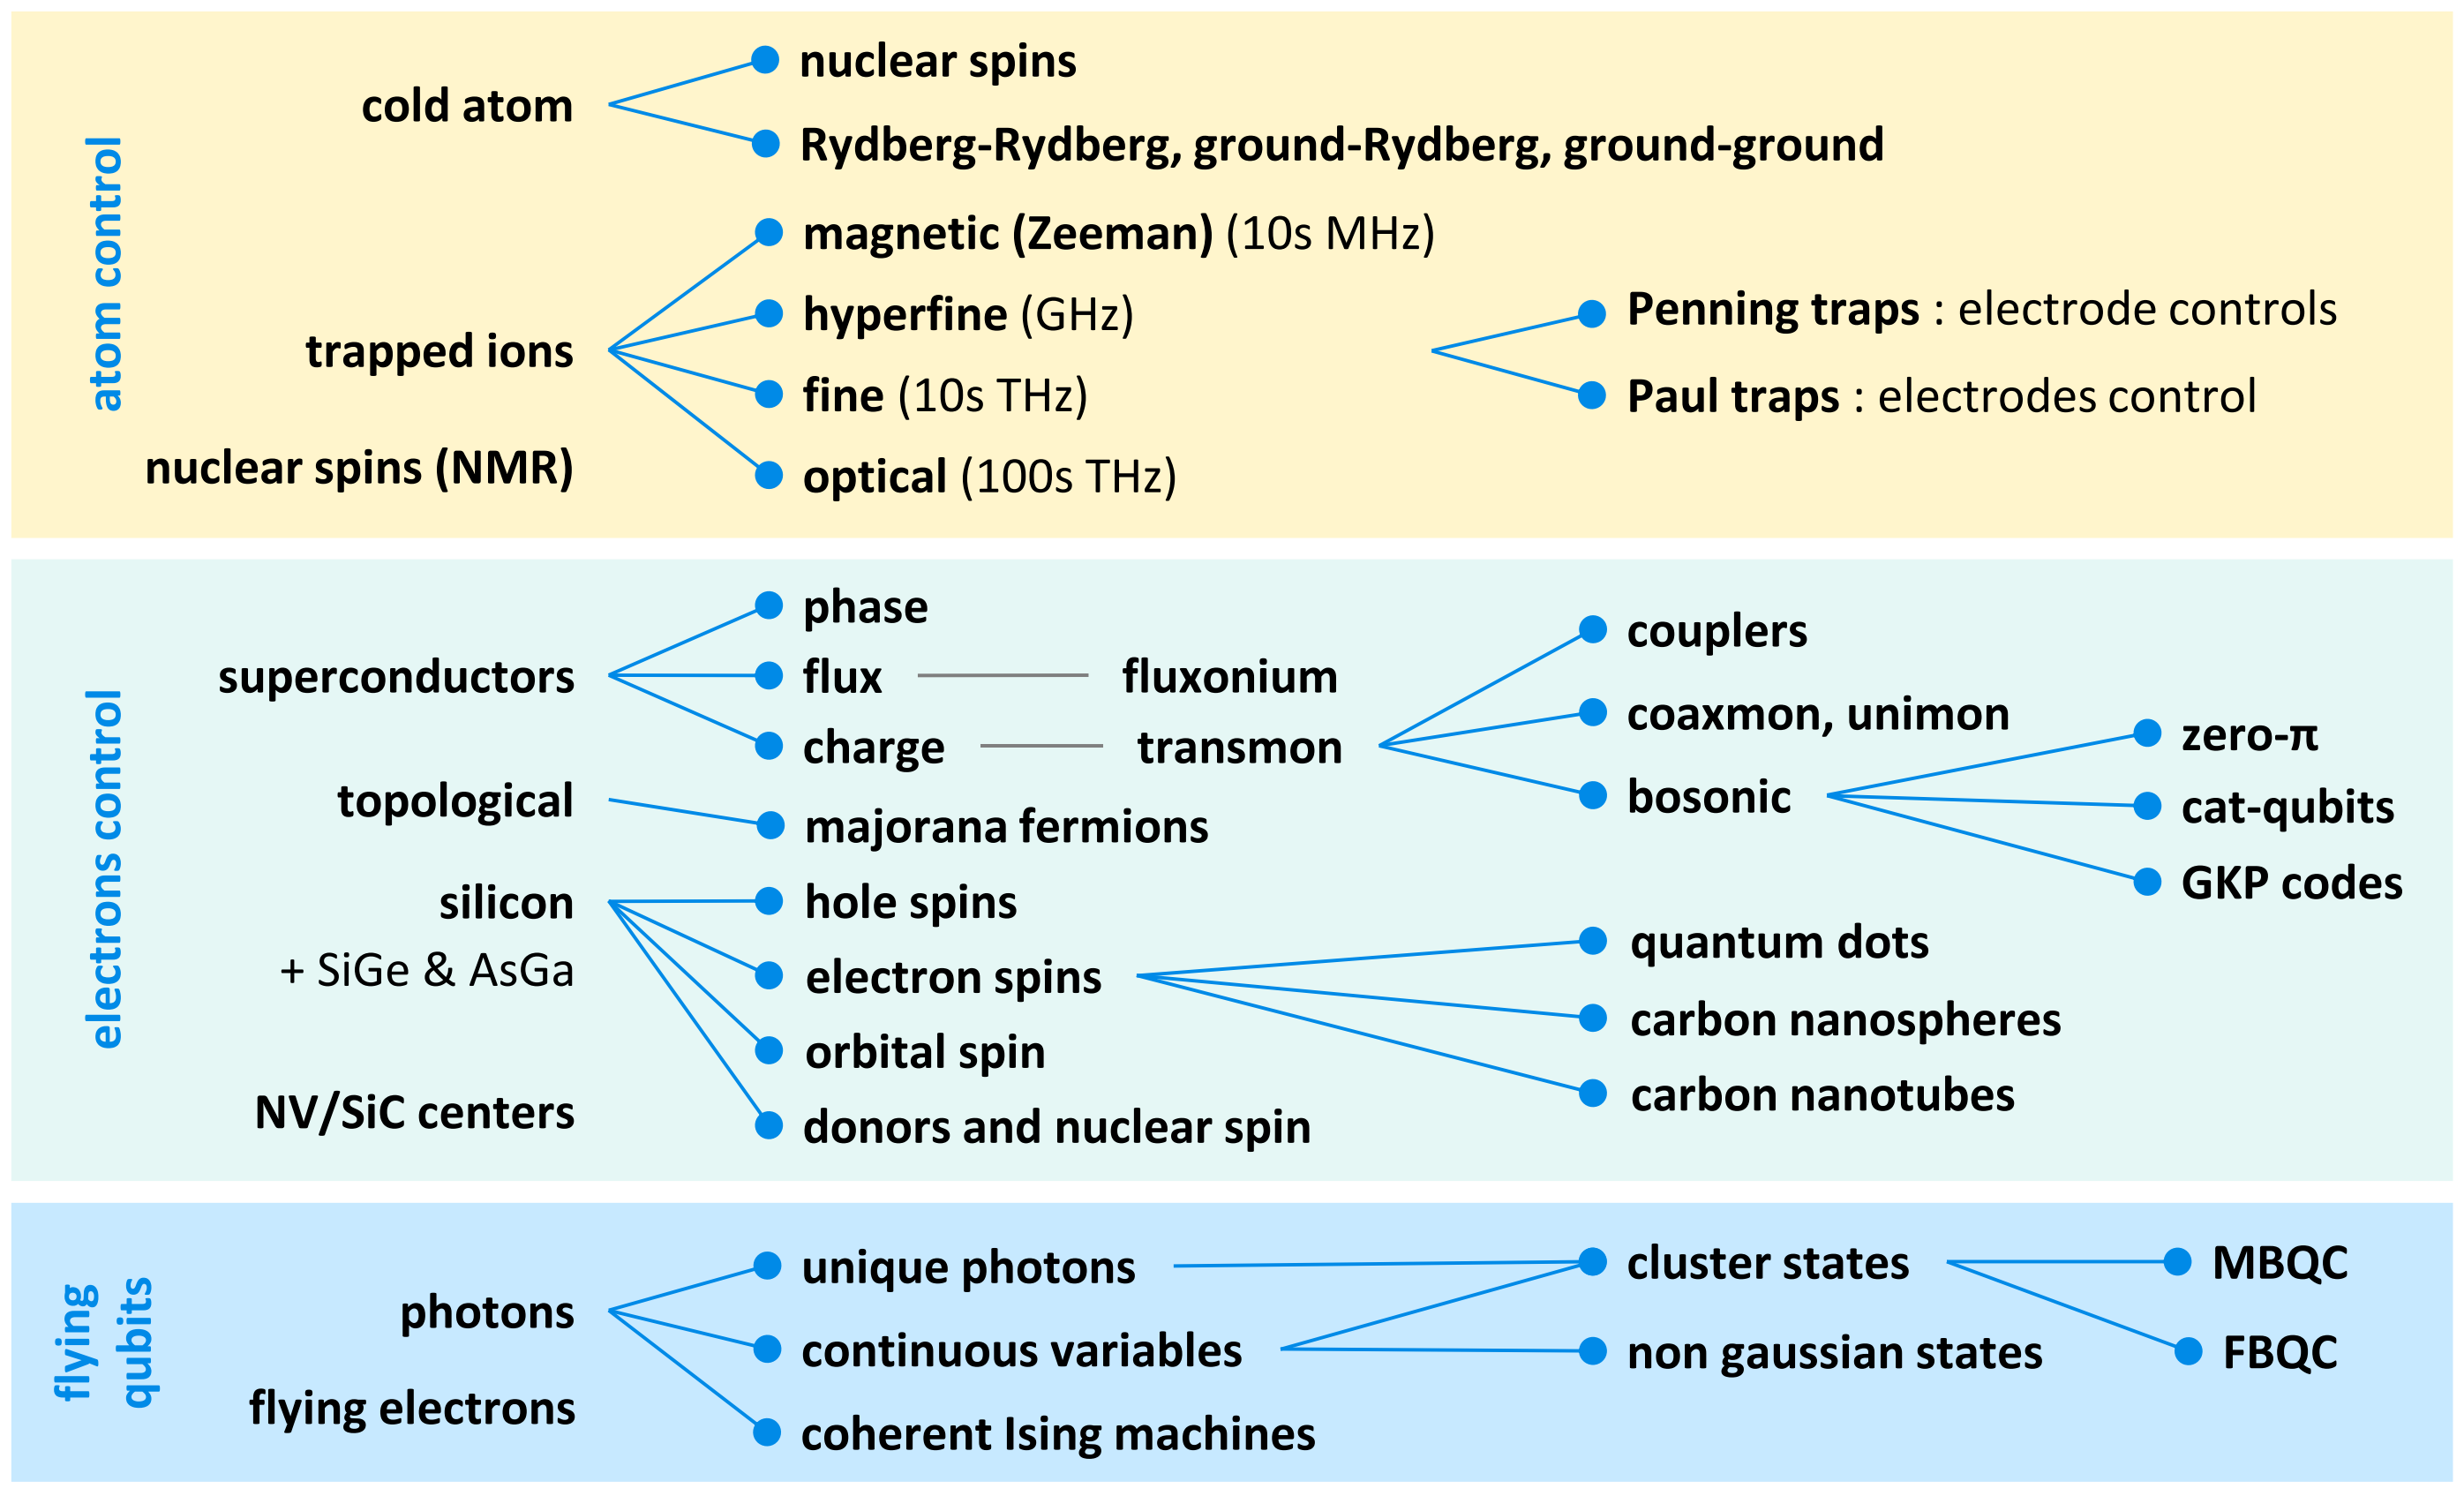 atom control
cold atom
nuclear spins
Rydberg-Rydberg, ground-Rydberg, ground-ground
trapped ions
magnetic (Zeeman) (10s MHz)
hyperfine (GHz)
fine (10s THz)
optical (100s THz)
Penning traps : electrode controls
Paul traps : electrodes control
nuclear spins (NMR)
electrons control
superconductors
phase
flux
fluxonium
charge
transmon
couplers
coaxmon, unimon
bosonic
zero-π
cat-qubits
GKP codes
topological
majorana fermions
silicon
+ SiGe & AsGa
hole spins
electron spins
orbital spin
donors and nuclear spin
quantum dots
carbon nanospheres
carbon nanotubes
NV/SiC centers
flying
qubits
photons
unique photons
continuous variables
coherent Ising machines
cluster states
non gaussian states
MBQC
FBQC
flying electrons